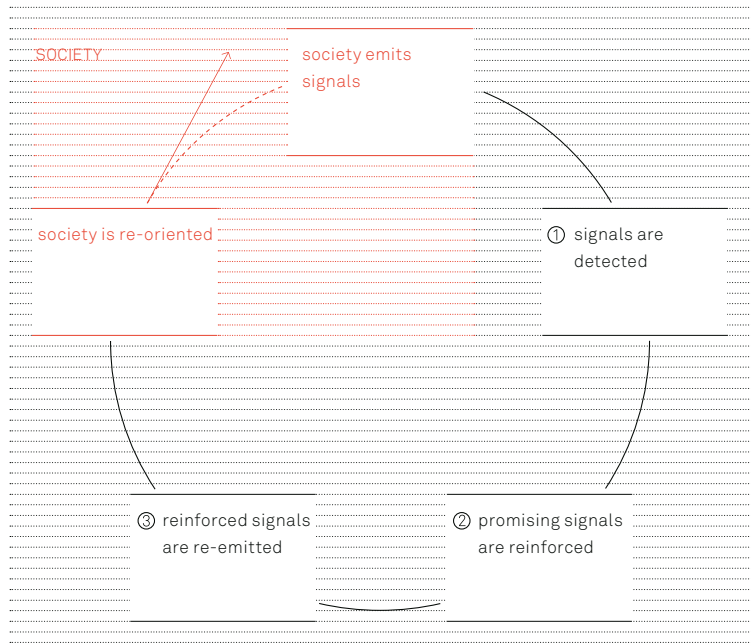 SOCIETY
society emits
signals
society is re-oriented
① signals are
detected
③ reinforced signals
are re-emitted
② promising signals
are reinforced